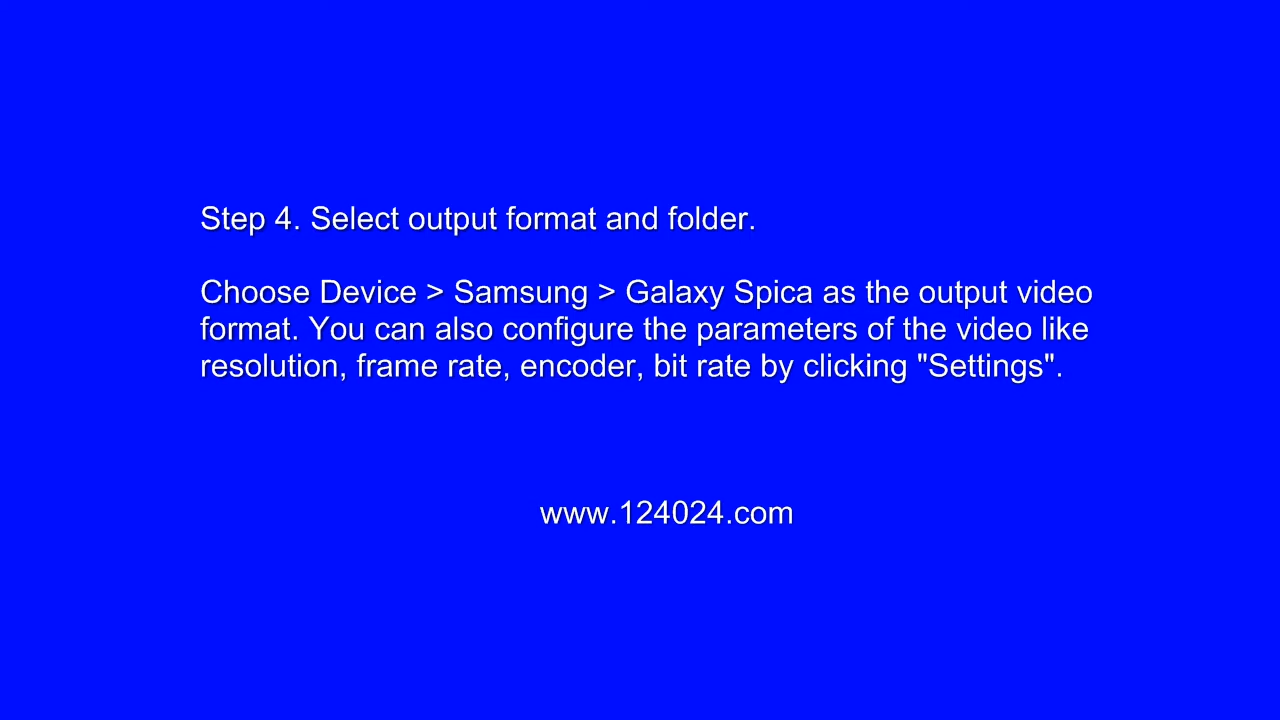 Step 4. Select output format and folder.
Choose Device > Samsung > Galaxy Spica as the output video
format. You can also configure the parameters of the video like
resolution, frame rate, encoder, bit rate by clicking "Settings".
www.124024.com